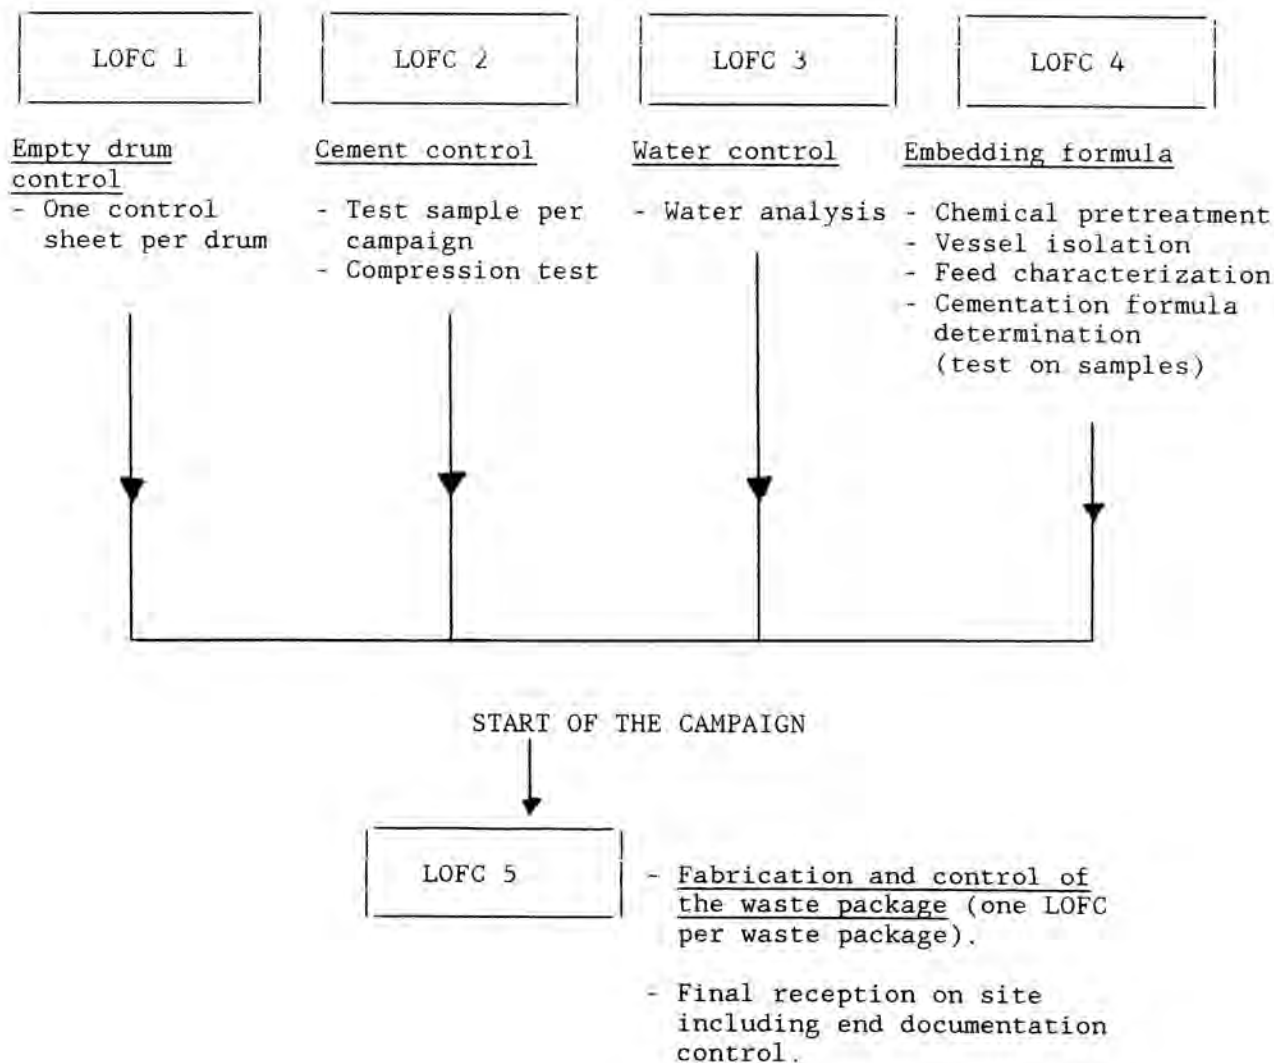 LOFC 1
LOFC 2
LOFC 3
LOFC 4
Empty drum
control
- One control
sheet per drum
Cement control
- Test sample per
campaign
- Compression test
Water control
- Water analysis
Embedding formula
- Chemical pretreatment
- Vessel isolation
- Feed characterization
- Cementation formula
determination
(test on samples)
START OF THE CAMPAIGN
LOFC 5
- Fabrication and control of
the waste package (one LOFC
per waste package).
- Final reception on site
including end documentation
control.